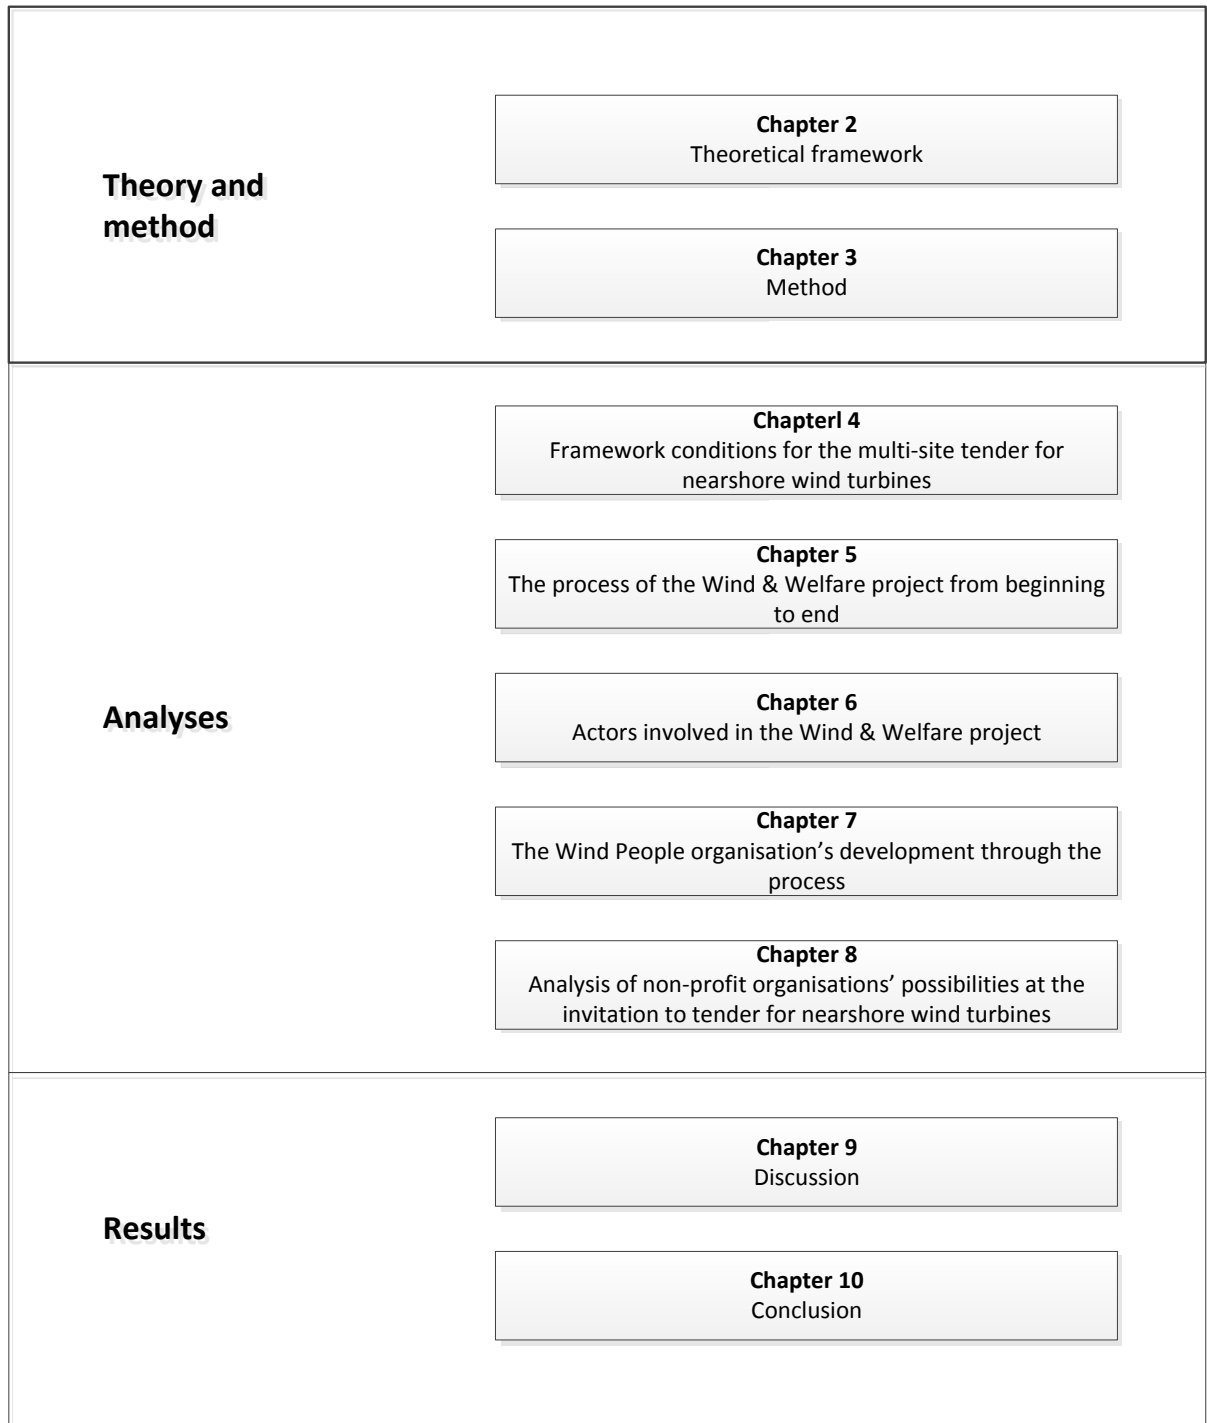 Theory and
method
Chapter 2
Theoretical framework
Chapter 3
Method
Analyses
Chapterl 4
Framework conditions for the multi-site tender for
nearshore wind turbines
Chapter 5
The process of the Wind & Welfare project from beginning
to end
Chapter 6
Actors involved in the Wind & Welfare project
Chapter 7
The Wind People organisation’s development through the
process
Chapter 8
Analysis of non-profit organisations’ possibilities at the
invitation to tender for nearshore wind turbines
Results
Chapter 9
Discussion
Chapter 10
Conclusion